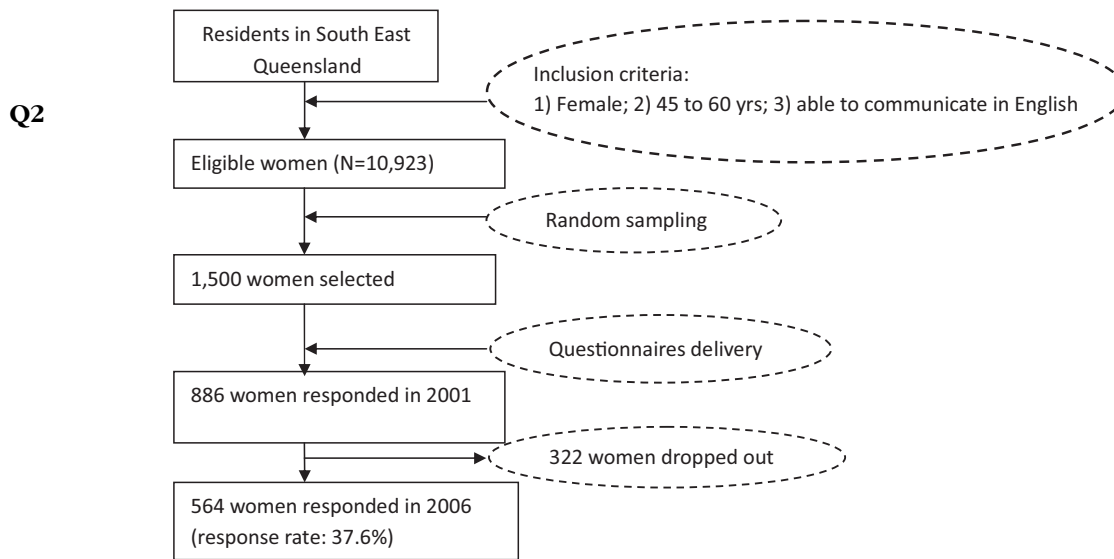 Residents in South East
Queensland
Inclusion criteria:
1) Female; 2) 45 to 60 yrs; 3) able to communicate in English
Q2
Eligible women (N=10,923)
Random sampling
1,500 women selected
Questionnaires delivery
886 women responded in 2001
322 women dropped out
564 women responded in 2006
(response rate: 37.6%)